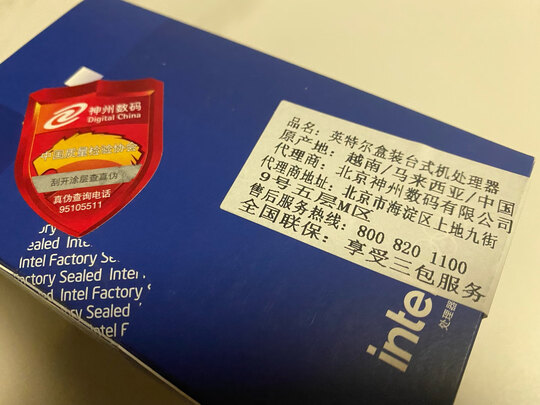 神州数码
Digital China
中国质量检验协会
刮开涂层查真伪
真伪查询电话
95105511
品名：英特尔盒装台式机处理器
原产地：越南/马来西亚/中国
代理商：北京神州数码有限公司
代理商地址：北京市海淀区上地九街
9号五层M区
售后服务热线：800 820 1100
全国联保：享受三包服务
Intel Factory
Factory Sealed Inter
Sealed Intel Factory
Factory Sealed
Intel Factory
Sealed
intel
处理器